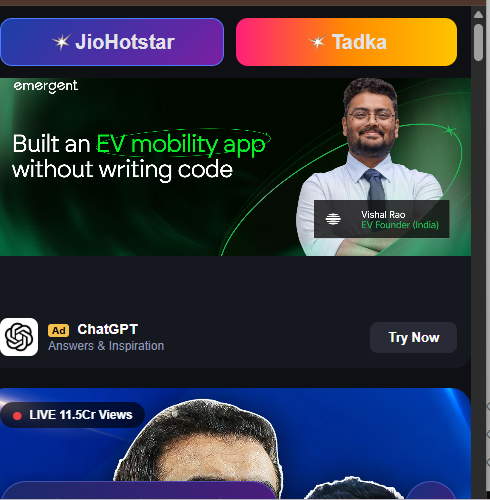 JioHotstar
Tadka
emergent
Built an EV mobility app
without writing code
Vishal Rao
EV Founder (India)
Ad ChatGPT
Answers & Inspiration
Try Now
LIVE 11.5Cr Views